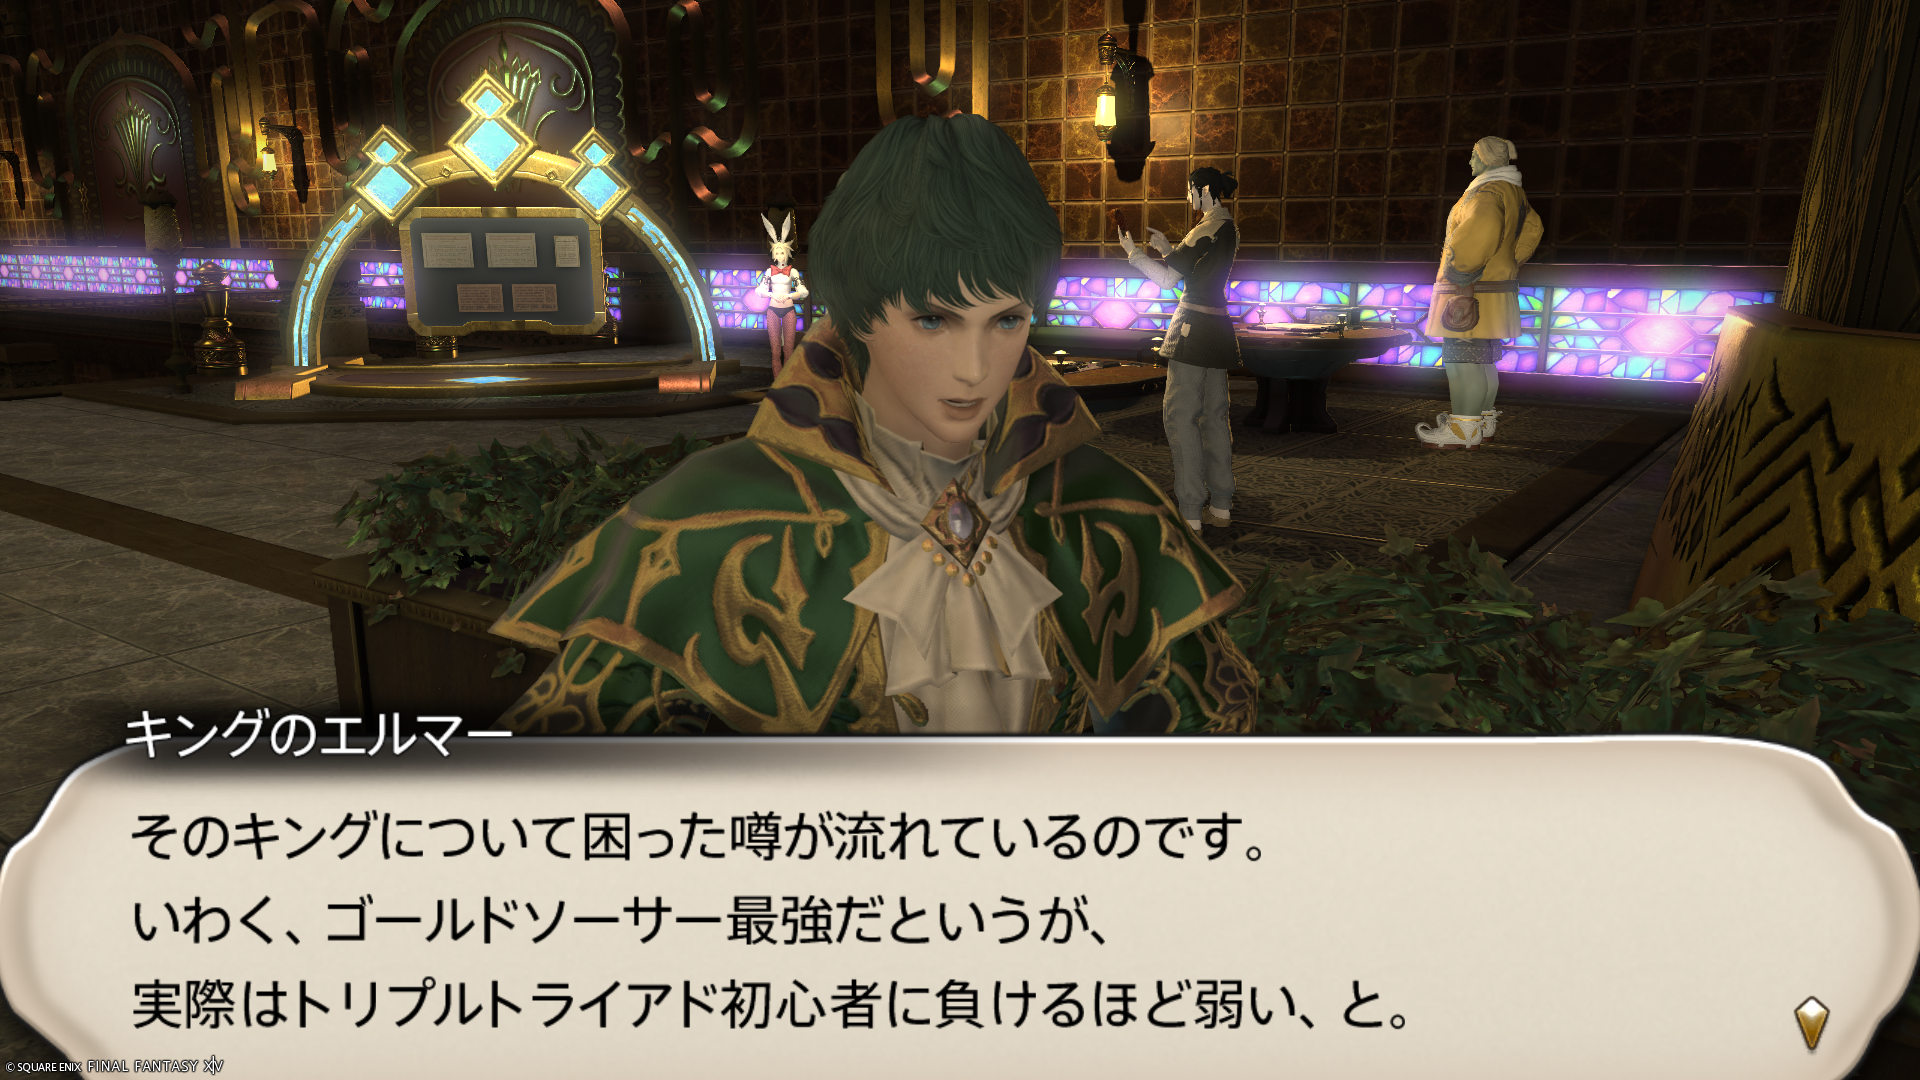 キングのエルマー
そのキングについて困った噂が流れているのです。
いわく、ゴールドソーサー最強だというが、
実際はトリプルトライアド初心者に負けるほど弱い、と。
© SQUARE ENIX FINAL FANTASY XIV